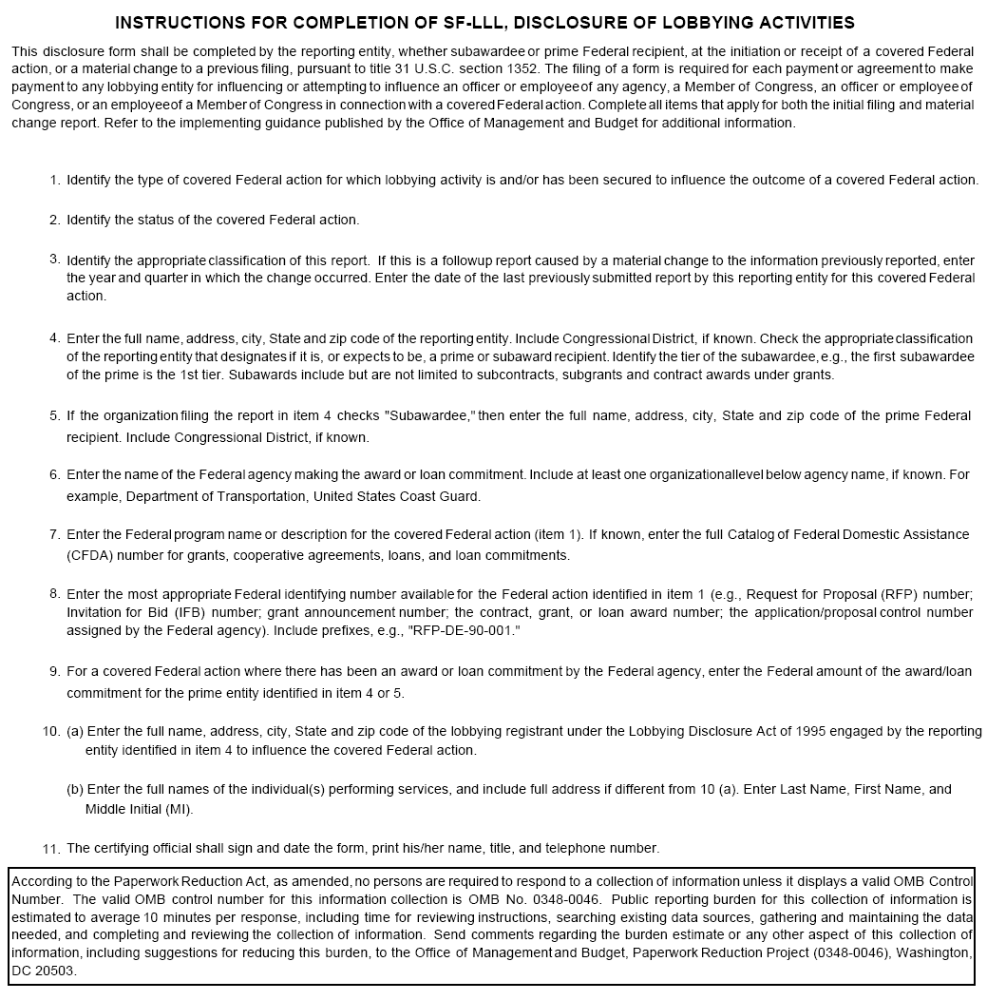 INSTRUCTIONS FOR COMPLETION OF SF-LLL, DISCLOSURE OF LOBBYING ACTIVITIES
This disclosure form shall be completed by the reporting entity, whether subawardee or prime Federal recipient, at the initiation or receipt of a covered Federal
action, or a material change to a previous filing, pursuant to title 31 U.S.C. section 1352. The filing of a form is required for each payment or agreement to make
payment to any lobbying entity for influencing or attempting to influence an officer or employee of any agency, a Member of Congress, an officer or employee of
Congress, or an employee of a Member of Congress in connection with a covered Federal action. Complete all items that apply for both the initial filing and material
change report. Refer to the implementing guidance published by the Office of Management and Budget for additional information.
1. Identify the type of covered Federal action for which lobbying activity is and/or has been secured to influence the outcome of a covered Federal action.
2. Identify the status of the covered Federal action.
3. Identify the appropriate classification of this report. If this is a followup report caused by a material change to the information previously reported, enter
the year and quarter in which the change occurred. Enter the date of the last previously submitted report by this reporting entity for this covered Federal
action.
4. Enter the full name, address, city, State and zip code of the reporting entity. Include Congressional District, if known. Check the appropriate classification
of the reporting entity that designates if it is, or expects to be, a prime or subaward recipient. Identify the tier of the subawardee, e.g., the first subawardee
of the prime is the 1st tier. Subawards include but are not limited to subcontracts, subgrants and contract awards under grants.
5. If the organization filing the report in item 4 checks "Subawardee," then enter the full name, address, city, State and zip code of the prime Federal
recipient. Include Congressional District, if known.
6. Enter the name of the Federal agency making the award or loan commitment. Include at least one organizational level below agency name, if known. For
example, Department of Transportation, United States Coast Guard.
7. Enter the Federal program name or description for the covered Federal action (item 1). If known, enter the full Catalog of Federal Domestic Assistance
(CFDA) number for grants, cooperative agreements, loans, and loan commitments.
8. Enter the most appropriate Federal identifying number available for the Federal action identified in item 1 (e.g., Request for Proposal (RFP) number;
Invitation for Bid (IFB) number; grant announcement number; the contract, grant, or loan award number; the application/proposal control number
assigned by the Federal agency). Include prefixes, e.g., "RFP-DE-90-001."
9. For a covered Federal action where there has been an award or loan commitment by the Federal agency, enter the Federal amount of the award/loan
commitment for the prime entity identified in item 4 or 5.
10. (a) Enter the full name, address, city, State and zip code of the lobbying registrant under the Lobbying Disclosure Act of 1995 engaged by the reporting
entity identified in item 4 to influence the covered Federal action.
(b) Enter the full names of the individual(s) performing services, and include full address if different from 10 (a). Enter Last Name, First Name, and
Middle Initial (MI).
11. The certifying official shall sign and date the form, print his/her name, title, and telephone number.
According to the Paperwork Reduction Act, as amended, no persons are required to respond to a collection of information unless it displays a valid OMB Control
Number. The valid OMB control number for this information collection is OMB No. 0348-0046. Public reporting burden for this collection of information is
estimated to average 10 minutes per response, including time for reviewing instructions, searching existing data sources, gathering and maintaining the data
needed, and completing and reviewing the collection of information. Send comments regarding the burden estimate or any other aspect of this collection of
information, including suggestions for reducing this burden, to the Office of Management and Budget, Paperwork Reduction Project (0348-0046), Washington,
DC 20503.